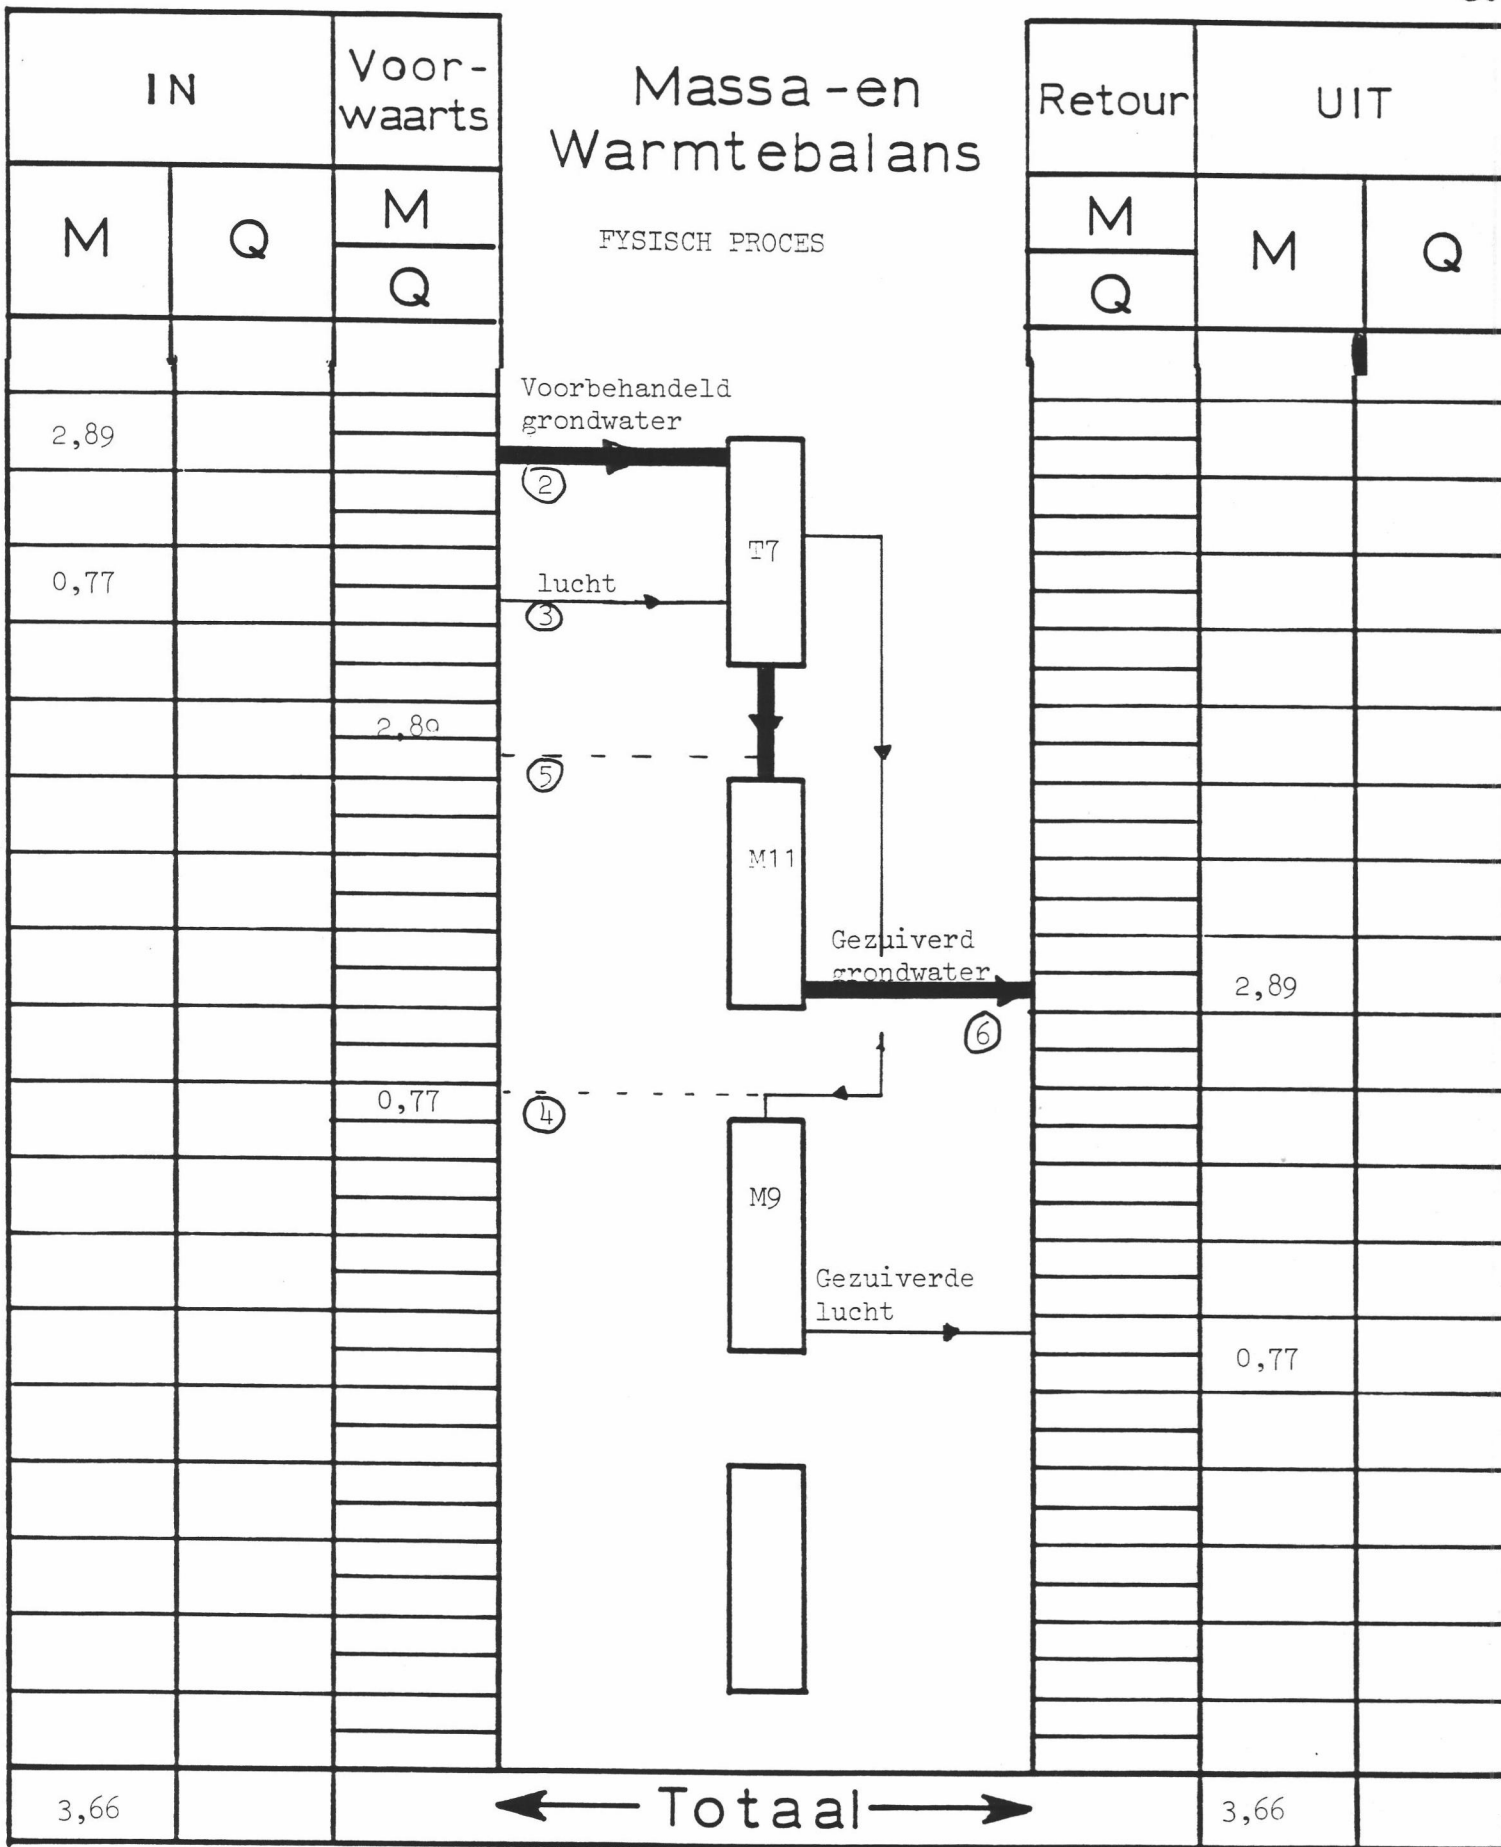 IN
Voor-
waarts
Massa-en
Warmtebalans
Retour
UIT
M
Q
M
Q
FYSISCH PROCES
M
Q
M
Q
Voorbehandeld
grondwater
2,89
2
T7
0,77
lucht
3
2,89
5
M11
Gezuiverd
grondwater
2,89
6
0,77
4
M9
Gezuiverde
lucht
0,77
3,66
Totaal
3,66